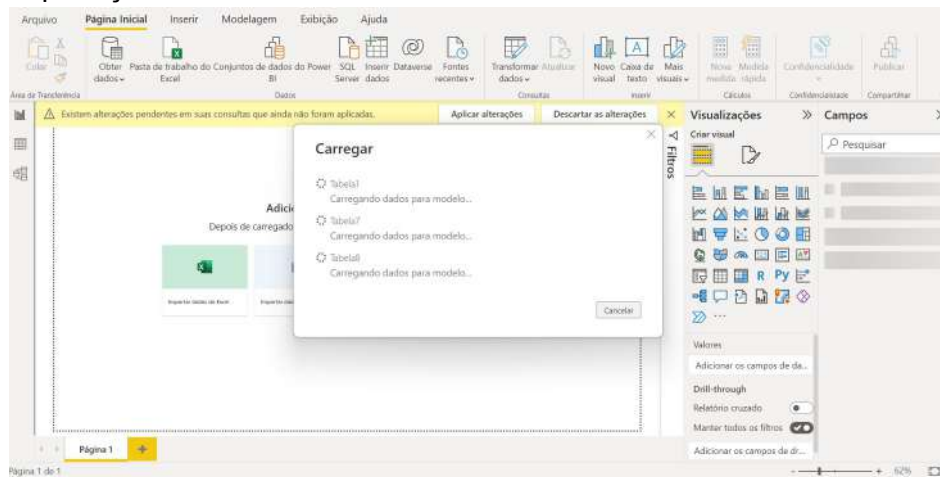 Arquivo Página Inicial Inserir Modelagem Exibição Ajuda
Colar
Obter dados
Pasta de trabalho do Excel
Conjuntos de dados do Power BI
SQL Server
Inserir dados
Dataverse
Fontes recentes
Transformar dados
Atualizar
Novo visual
Caixa de texto
Mais visuais
Nova medida
Medida rápida
Confidencialidade
Publicar
Área de Transferência Dados Consultas Inserir Cálculos Confidencialidade Compartilhar
Existem alterações pendentes em suas consultas que ainda não foram aplicadas. Aplicar alterações Descartar as alterações
Carregar
Tabela1
Carregando dados para modelo...
Tabela7
Carregando dados para modelo...
Tabela8
Carregando dados para modelo...
Cancelar
Adici
Depois de carregado
Importar dados do Excel
Filtros
Visualizações
Criar visual
R Py
Valores
Adicionar os campos de da...
Drill-through
Relatório cruzado
Manter todos os filtros
Adicionar os campos de dr...
Campos
Pesquisar
Página 1
Página 1 de 1
62%